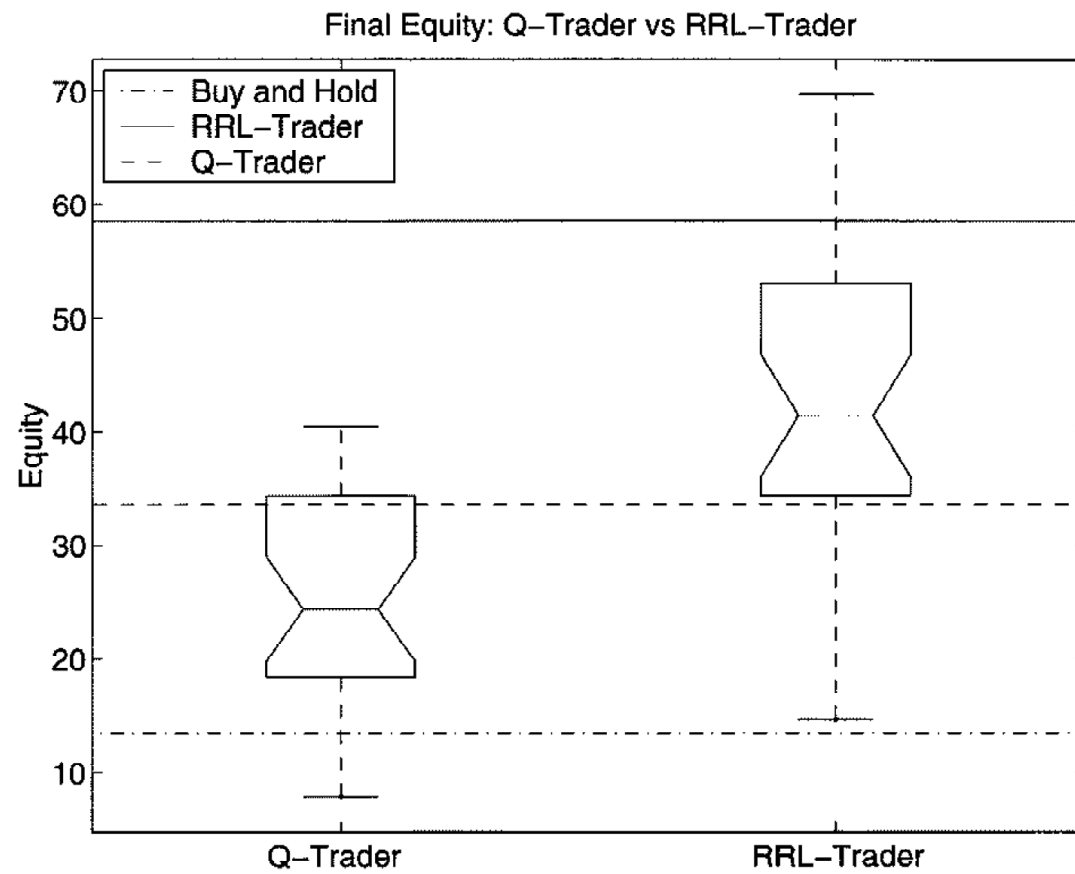 Final Equity: Q-Trader vs RRL-Trader
Buy and Hold
RRL-Trader
Q-Trader
70
60
50
40
30
20
10
Equity
Q-Trader
RRL-Trader